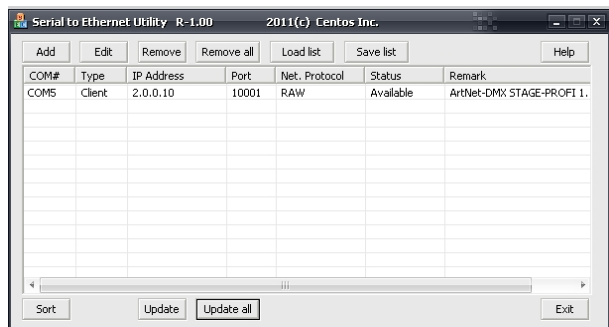 Serial to Ethernet Utility R-1.00 2011(c) Centos Inc.
Add Edit Remove Remove all Load list Save list Help
COM# Type IP Address Port Net. Protocol Status Remark
COM5 Client 2.0.0.10 10001 RAW Available ArtNet-DMX STAGE-PROFI 1.
Sort Update Update all Exit